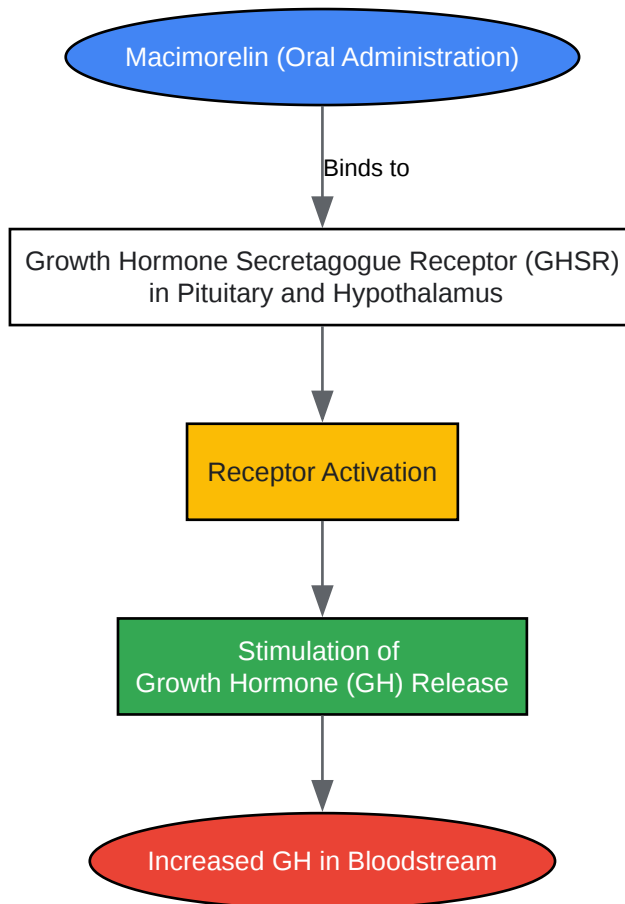 Macimorelin (Oral Administration)
Binds to
Growth Hormone Secretagogue Receptor (GHSR)
in Pituitary and Hypothalamus
Receptor Activation
Stimulation of
Growth Hormone (GH) Release
Increased GH in Bloodstream